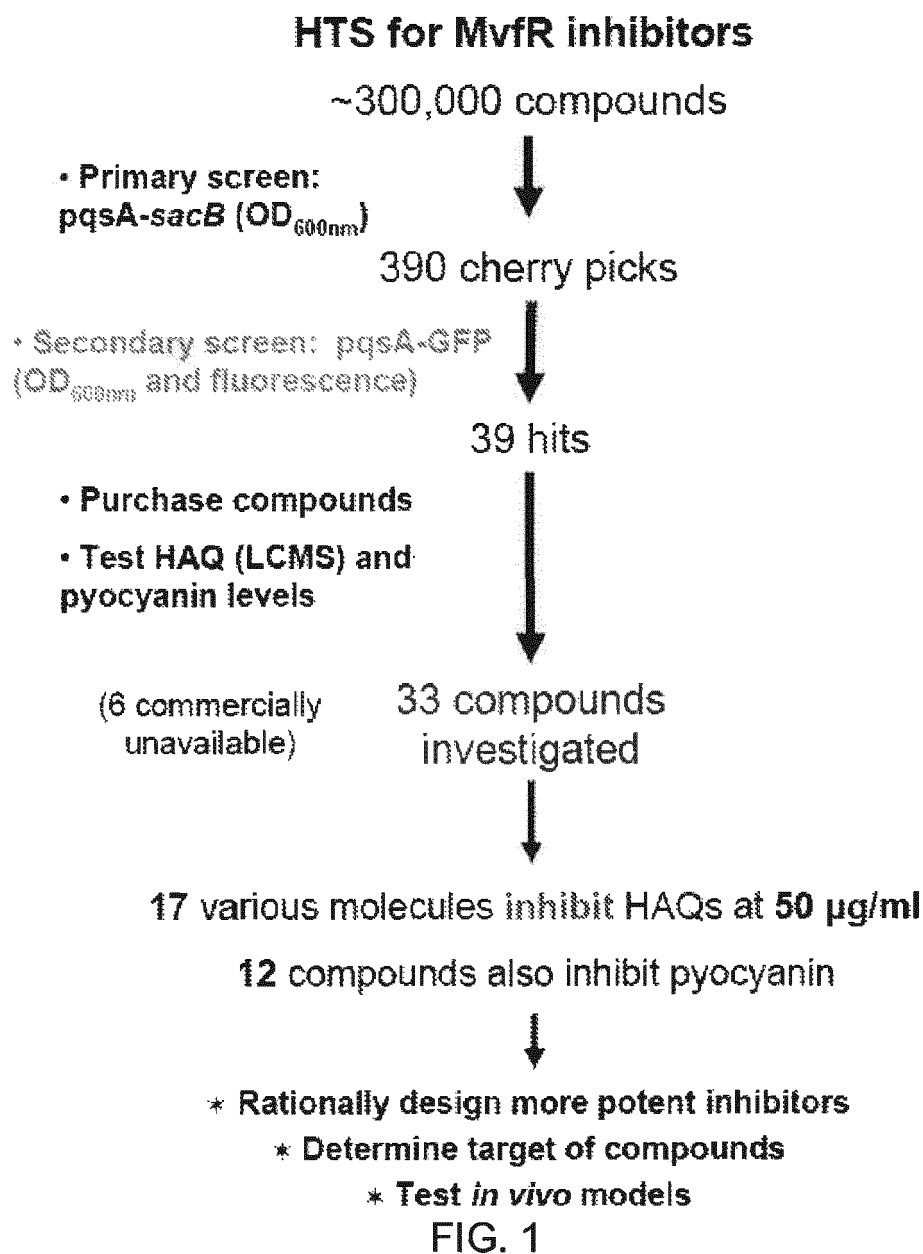 HTS for MvfR inhibitors
~300,000 compounds
• Primary screen:
pqsA-sacB (OD600nm)
390 cherry picks
• Secondary screen: pqsA-GFP
(OD600nm and fluorescence)
39 hits
• Purchase compounds
• Test HAQ (LCMS) and
pyocyanin levels
(6 commercially
unavailable)
33 compounds
investigated
17 various molecules inhibit HAQs at 50 µg/ml
12 compounds also inhibit pyocyanin
* Rationally design more potent inhibitors
* Determine target of compounds
* Test in vivo models
FIG. 1